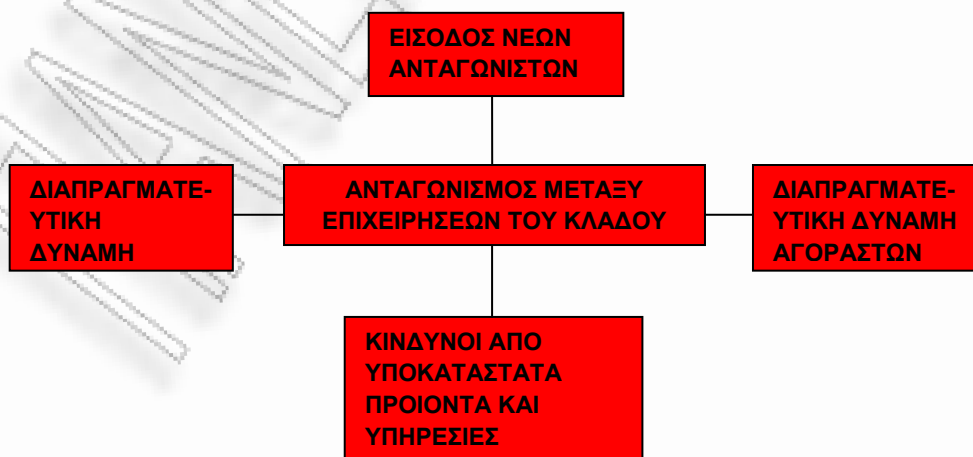 ΕΙΣΟΔΟΣ ΝΕΩΝ
ΑΝΤΑΓΩΝΙΣΤΩΝ
ΔΙΑΠΡΑΓΜΑΤΕ-
ΥΤΙΚΗ
ΔΥΝΑΜΗ
ΑΝΤΑΓΩΝΙΣΜΟΣ ΜΕΤΑΞΥ
ΕΠΙΧΕΙΡΗΣΕΩΝ ΤΟΥ ΚΛΑΔΟΥ
ΔΙΑΠΡΑΓΜΑΤΕ-
ΥΤΙΚΗ ΔΥΝΑΜΗ
ΑΓΟΡΑΣΤΩΝ
ΚΙΝΔΥΝΟΙ ΑΠΟ
ΥΠΟΚΑΤΑΣΤΑΤΑ
ΠΡΟΙΟΝΤΑ ΚΑΙ
ΥΠΗΡΕΣΙΕΣ